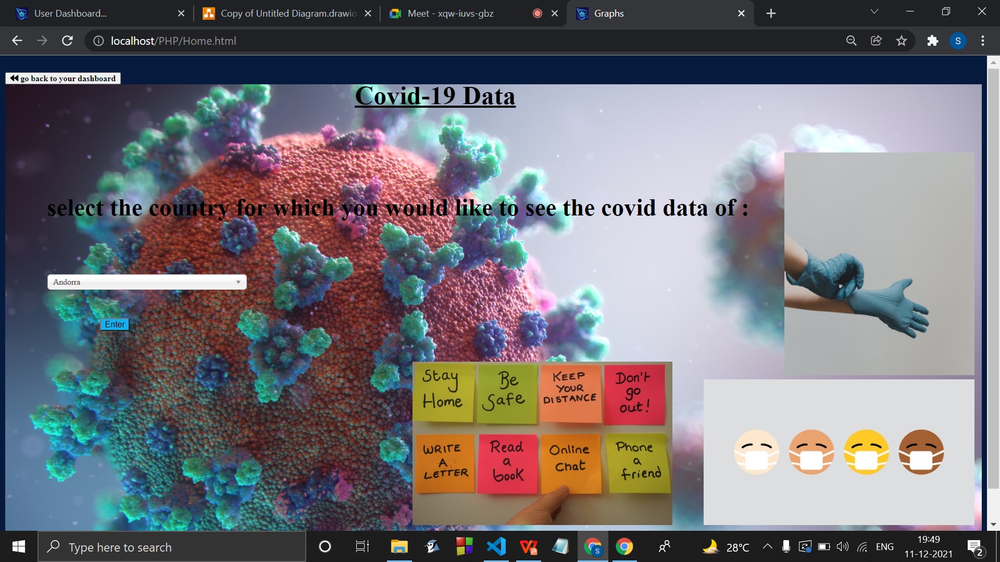 User Dashboard...
Copy of Untitled Diagram.drawio
Meet - xqw-iuvs-gbz
Graphs
localhost/PHP/Home.html
S
go back to your dashboard
Covid-19 Data
select the country for which you would like to see the covid data of :
Andorra
Enter
Stay
Home
Be
Safe
KEEP
YOUR
DISTANCE
Don't
go
out!
WRITE
A
LETTER
Read
a
book
Online
Chat
Phone
a
friend
Type here to search
S
28°C
ENG
19:49
11-12-2021
2